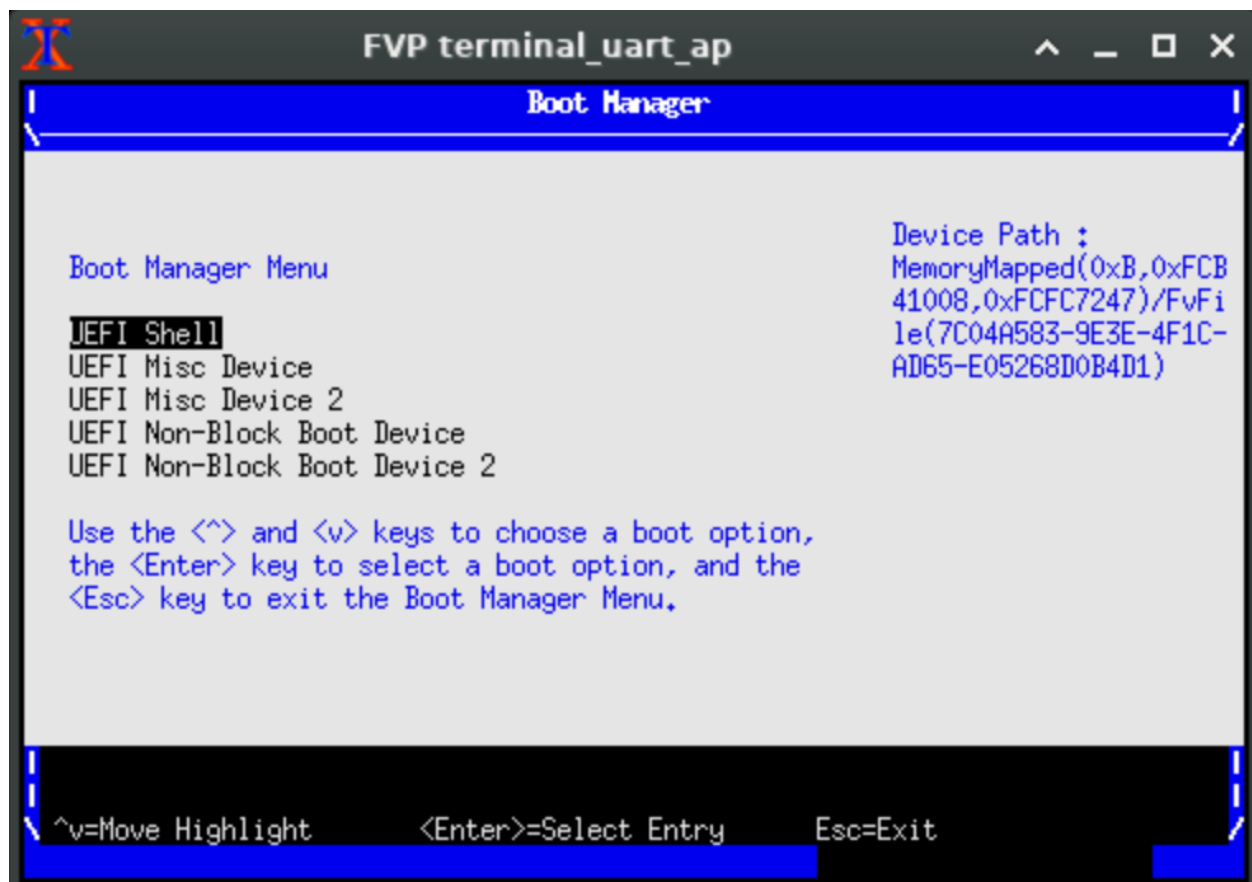 FVP terminal_uart_ap
Boot Manager
Boot Manager Menu
UEFI Shell
UEFI Misc Device
UEFI Misc Device 2
UEFI Non-Block Boot Device
UEFI Non-Block Boot Device 2
Use the <^> and <v> keys to choose a boot option,
the <Enter> key to select a boot option, and the
<Esc> key to exit the Boot Manager Menu.
Device Path :
MemoryMapped(0xB,0xFCB
41008,0xFCFC7247)/FvFi
le(7C04A583-9E3E-4F1C-
AD65-E05268D0B4D1)
^v=Move Highlight <Enter>=Select Entry Esc=Exit